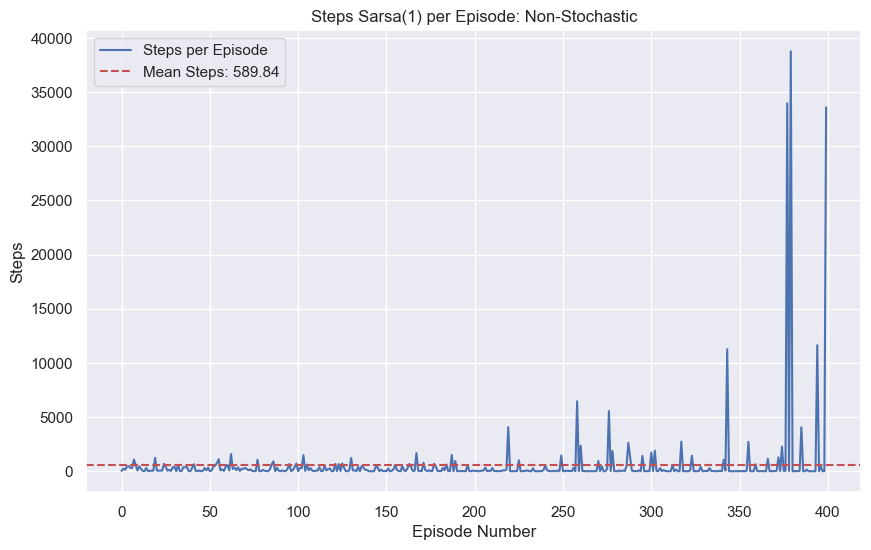 Steps Sarsa(1) per Episode: Non-Stochastic
Steps per Episode
Mean Steps: 589.84
40000
35000
30000
25000
20000
15000
10000
5000
0
Steps
0 50 100 150 200 250 300 350 400
Episode Number